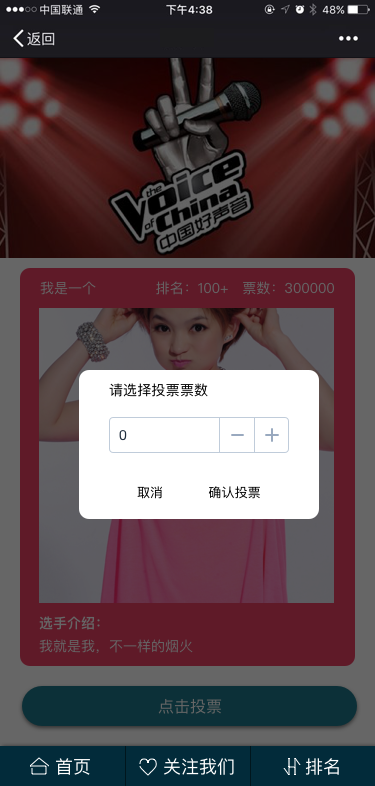 中国联通 下午4:38 48%
返回
the
Voice
of China
中国好声音
我是一个 排名：100+ 票数：300000
请选择投票票数
0
取消 确认投票
选手介绍：
我就是我，不一样的烟火
点击投票
首页 关注我们 排名